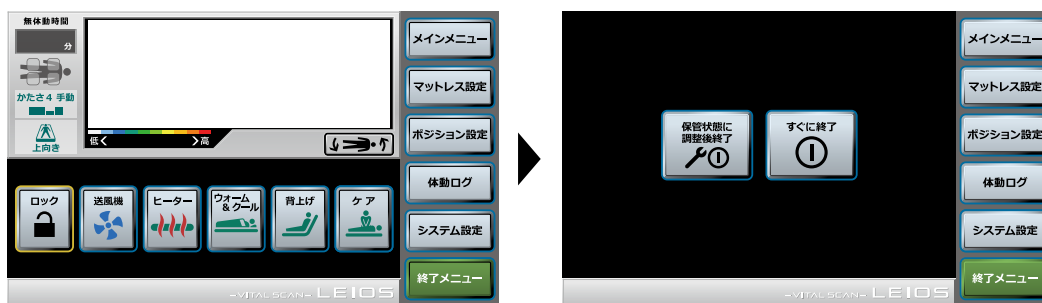 無体動時間
分
かたさ4 手動
上向き
低<
>高
ロック
送風機
ヒーター
ウォーム
&クール
背上げ
ケア
メインメニュー
マットレス設定
ポジション設定
体動ログ
システム設定
終了メニュー
-VITAL SCAN- LEIOS
保管状態に
調整後終了
すぐに終了
メインメニュー
マットレス設定
ポジション設定
体動ログ
システム設定
終了メニュー
-VITAL SCAN- LEIOS